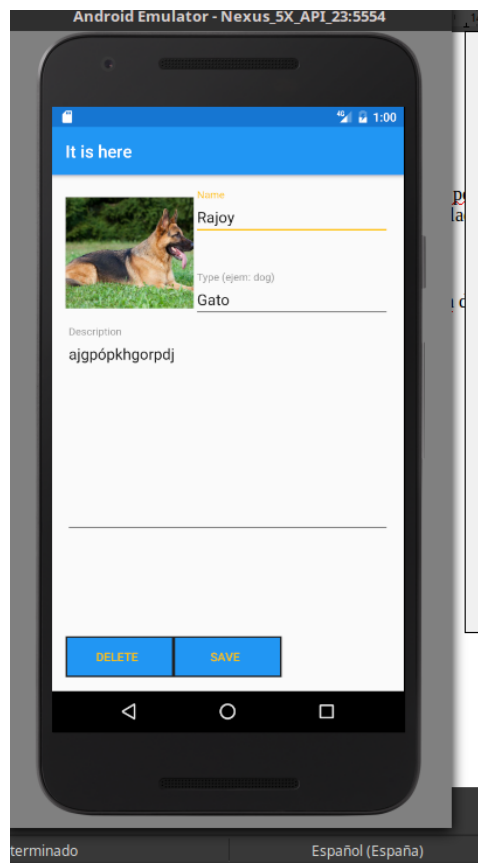 Android Emulator - Nexus_5X_API_23:5554
4G 1:00
It is here
Name
Rajoy
Type (ejem: dog)
Gato
Description
ajgpópkhgorpdj
DELETE SAVE
terminado Español (España)